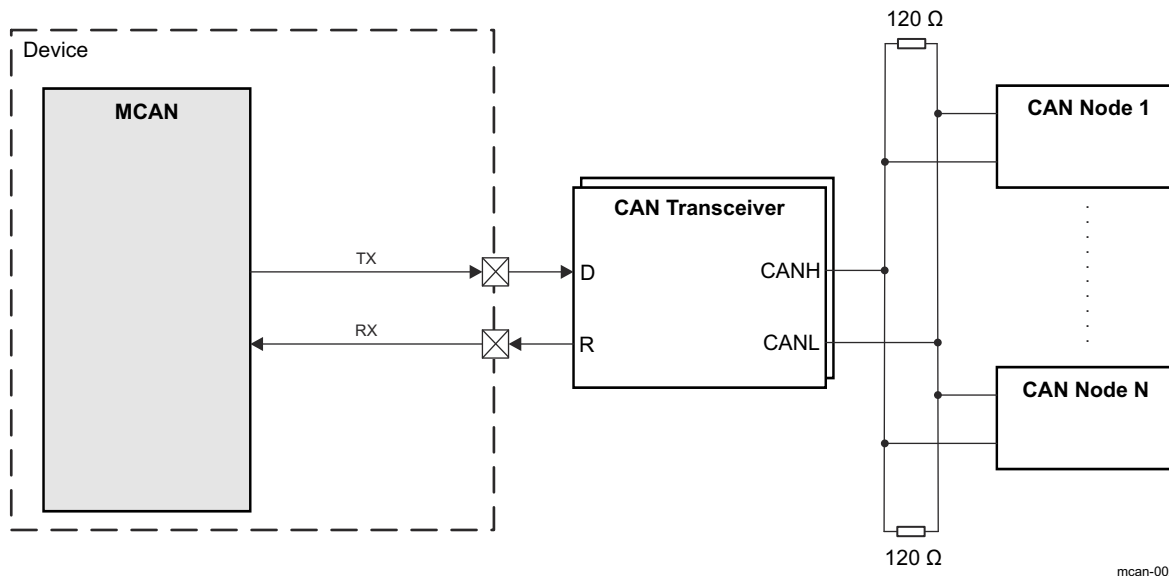 120 Ω
Device
MCAN
CAN Node 1
CAN Transceiver
TX
D
CANH
RX
R
CANL
CAN Node N
120 Ω
mcan-00